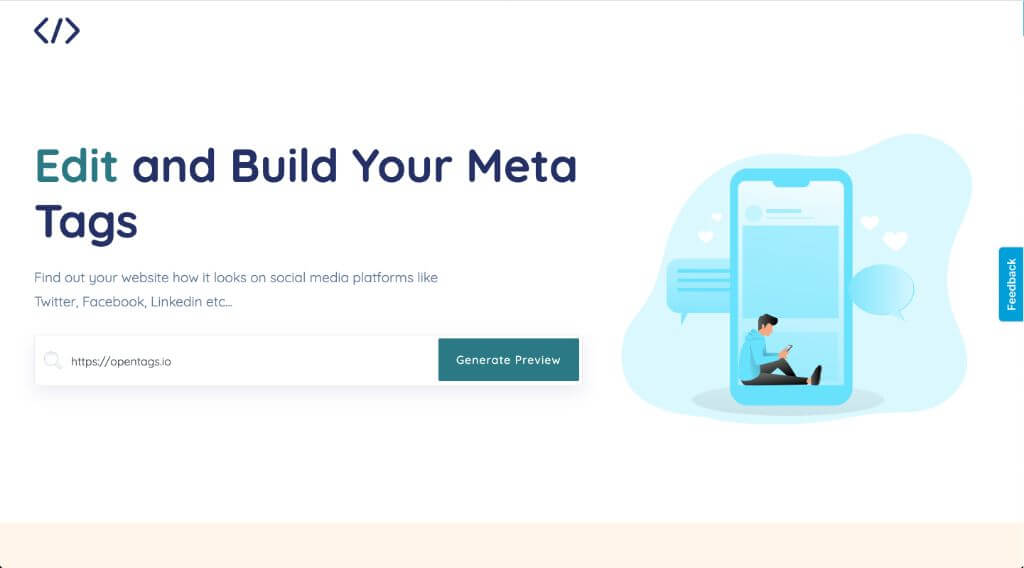 </>
Edit and Build Your Meta
Tags
Find out your website how it looks on social media platforms like
Twitter, Facebook, Linkedin etc...
https://opentags.io
Generate Preview
Feedback